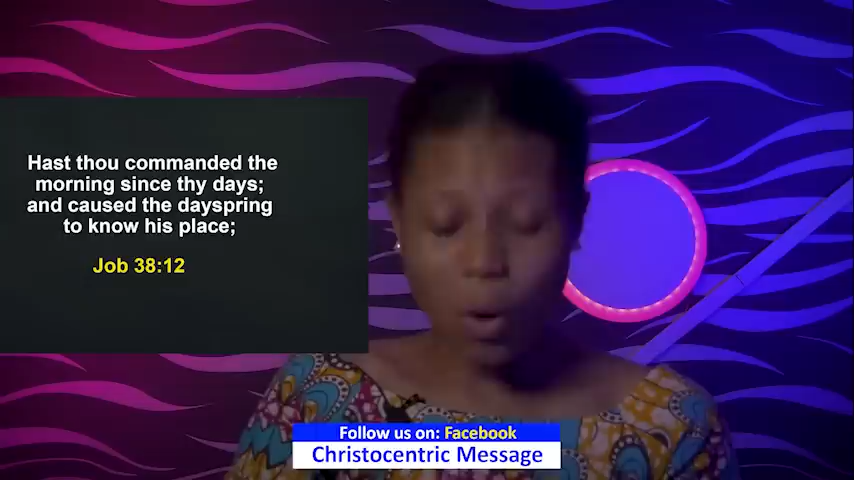 Hast thou commanded the
morning since thy days;
and caused the dayspring
to know his place;
Job 38:12
Follow us on: Facebook
Christocentric Message